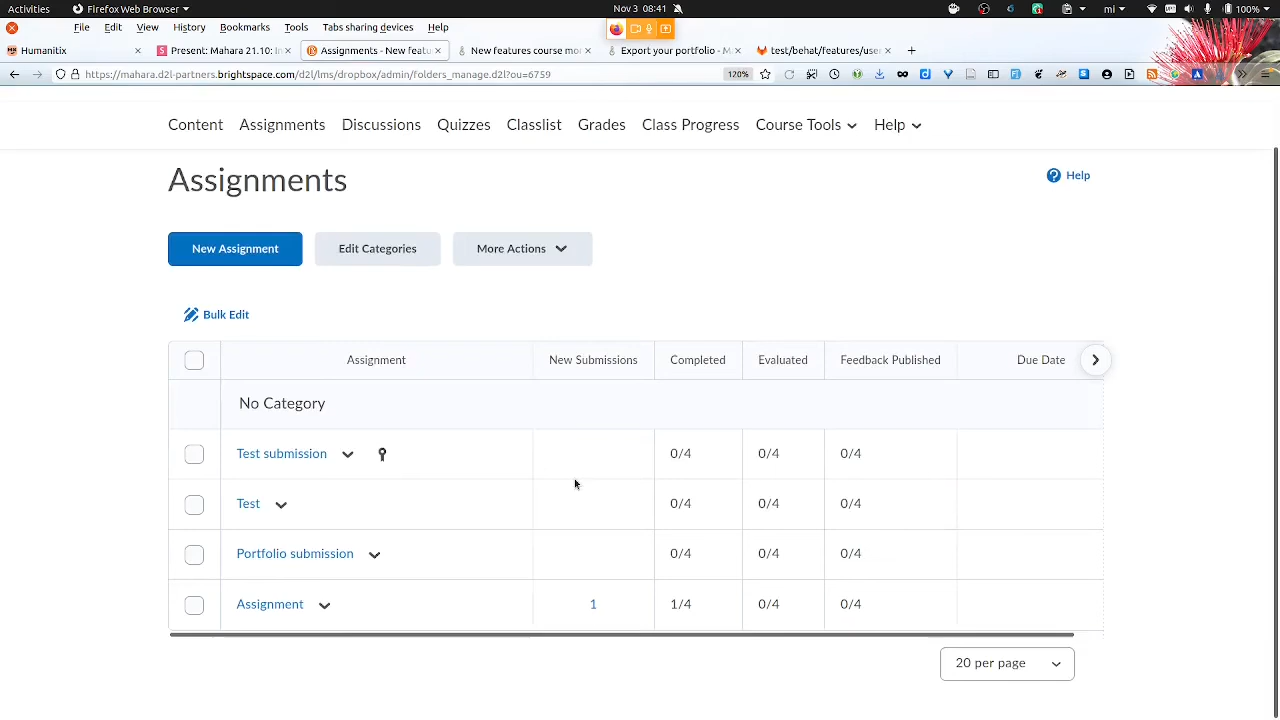 Activities Firefox Web Browser Nov 3 08:41 mi 100%
File Edit View History Bookmarks Tools Tabs sharing devices Help
Humanitix Present: Mahara 21.10: In Assignments - New featu New features course mo Export your portfolio - Ma test/behat/features/user
https://mahara.d2l-partners.brightspace.com/d2l/lms/dropbox/admin/folders_manage.d2l?ou=6759 120%
Content Assignments Discussions Quizzes Classlist Grades Class Progress Course Tools Help
Assignments
Help
New Assignment Edit Categories More Actions
Bulk Edit
Assignment New Submissions Completed Evaluated Feedback Published Due Date
No Category
Test submission 0/4 0/4 0/4
Test 0/4 0/4 0/4
Portfolio submission 0/4 0/4 0/4
Assignment 1 1/4 0/4 0/4
20 per page